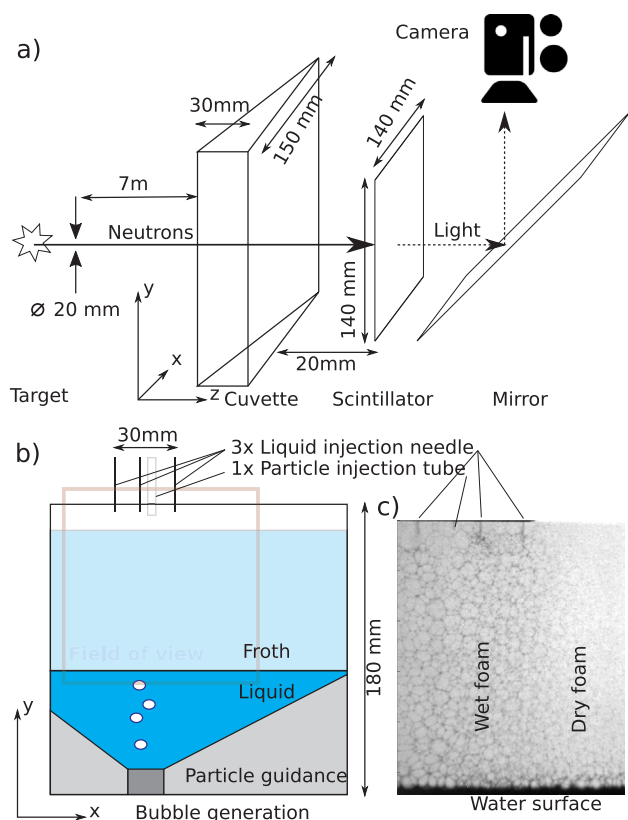 a)
Camera
30mm
150 mm
140 mm
7m
Neutrons
Light
ø 20 mm
y
140 mm
x
20mm
z
Target
Cuvette
Scintillator
Mirror
b)
30mm
3x Liquid injection needle
1x Particle injection tube
c)
Field of view
Froth
Liquid
180 mm
Wet foam
Dry foam
y
Particle guidance
x
Bubble generation
Water surface